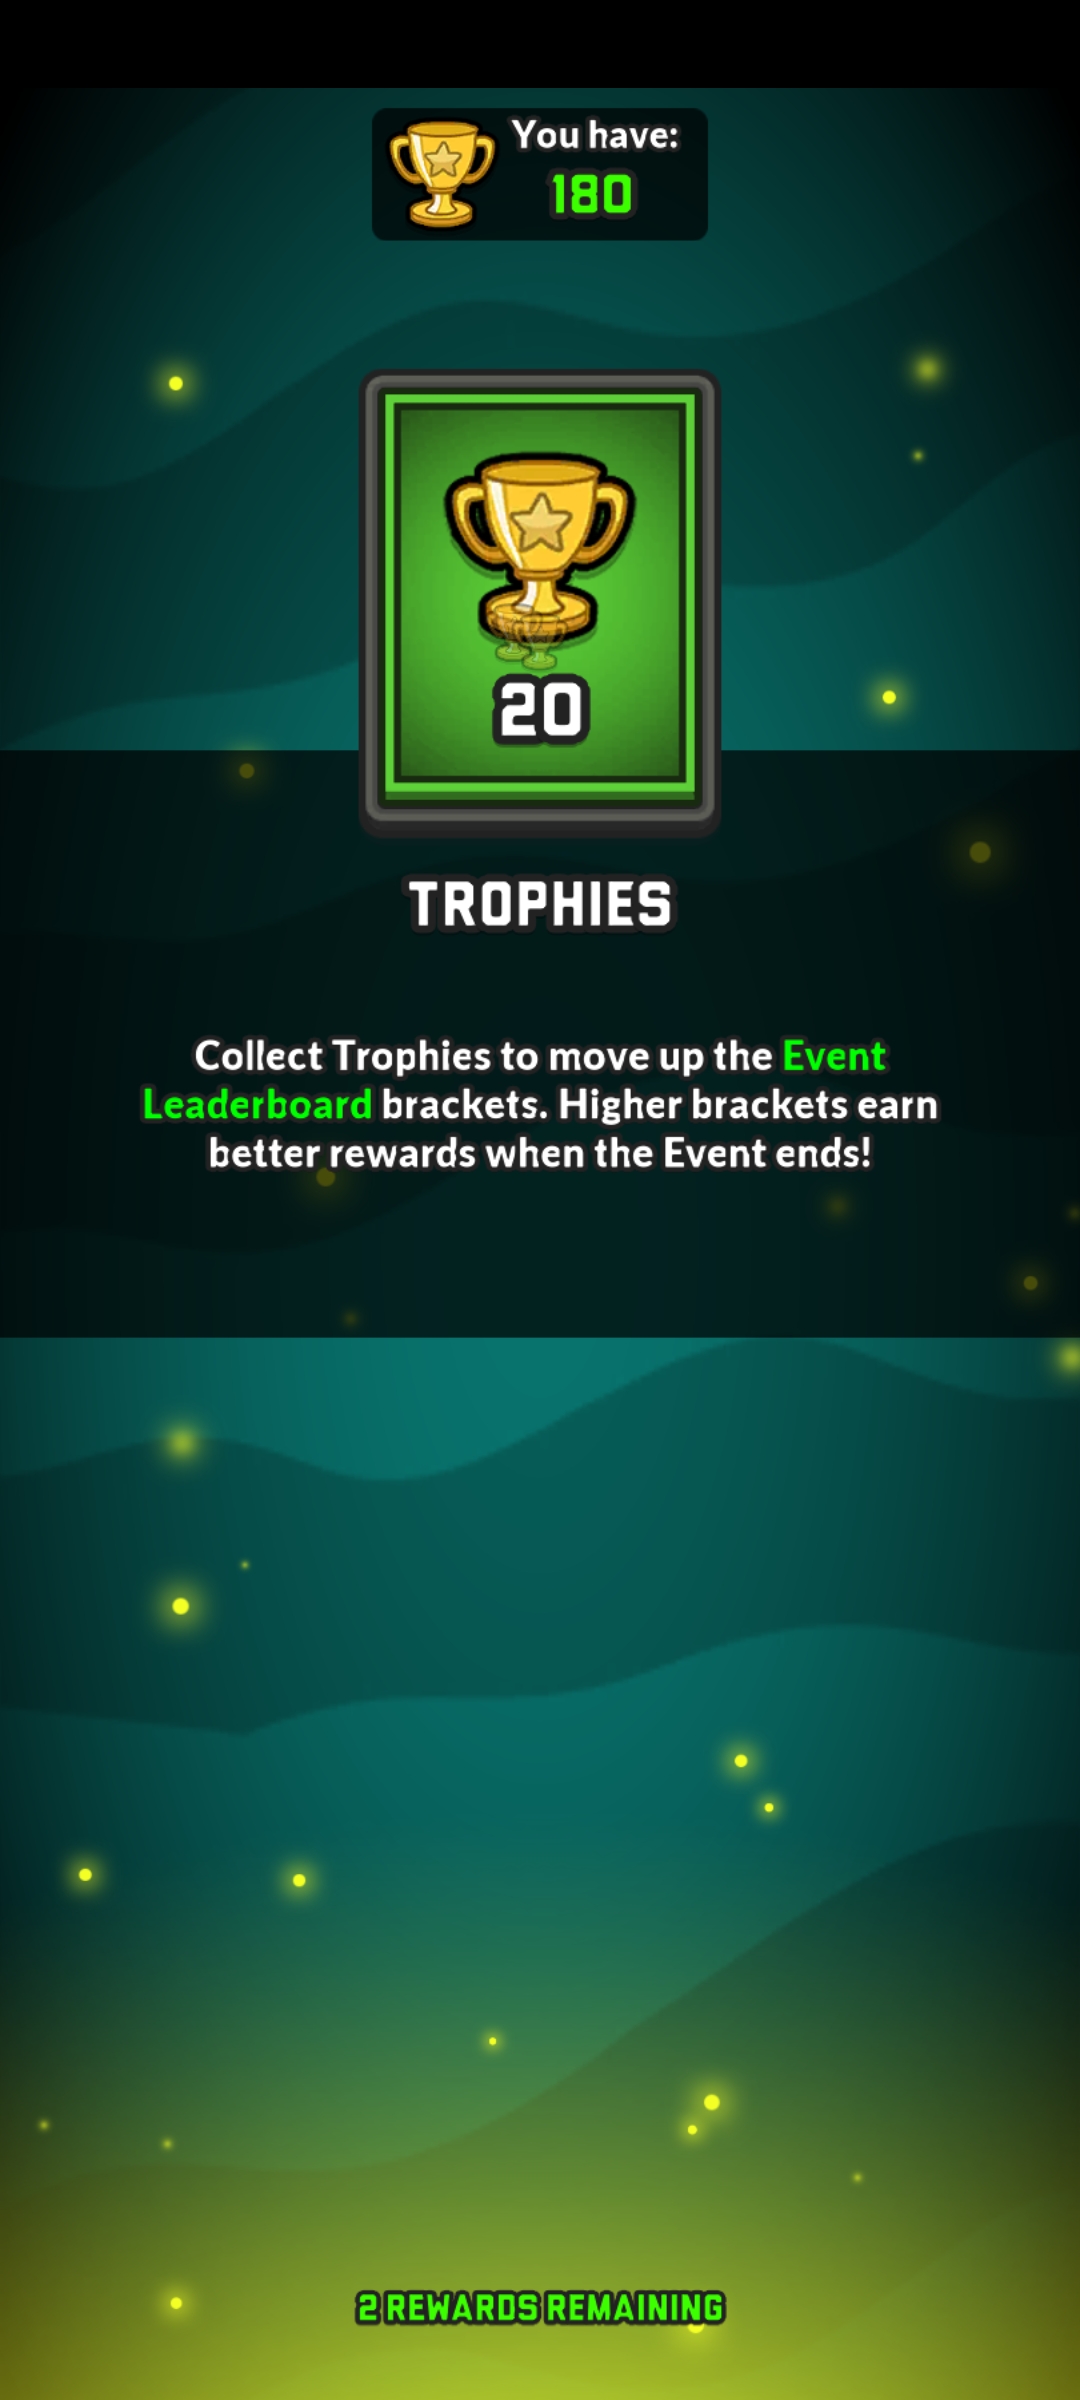 You have:
180
20
TROPHIES
Collect Trophies to move up the Event
Leaderboard brackets. Higher brackets earn
better rewards when the Event ends!
2 REWARDS REMAINING